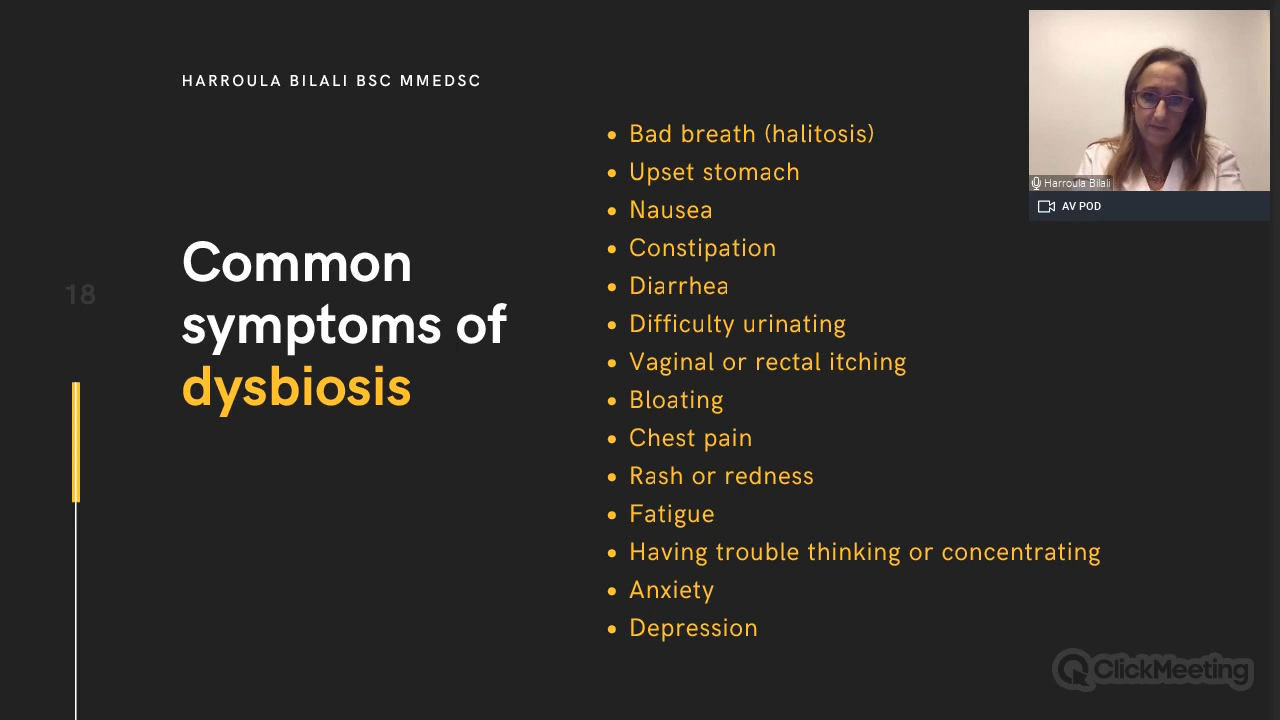 HARROULA BILALI BSC MMEDSC
18
Common
symptoms of
dysbiosis
• Bad breath (halitosis)
• Upset stomach
• Nausea
• Constipation
• Diarrhea
• Difficulty urinating
• Vaginal or rectal itching
• Bloating
• Chest pain
• Rash or redness
• Fatigue
• Having trouble thinking or concentrating
• Anxiety
• Depression
Harroula Bilali
AV POD
ClickMeeting